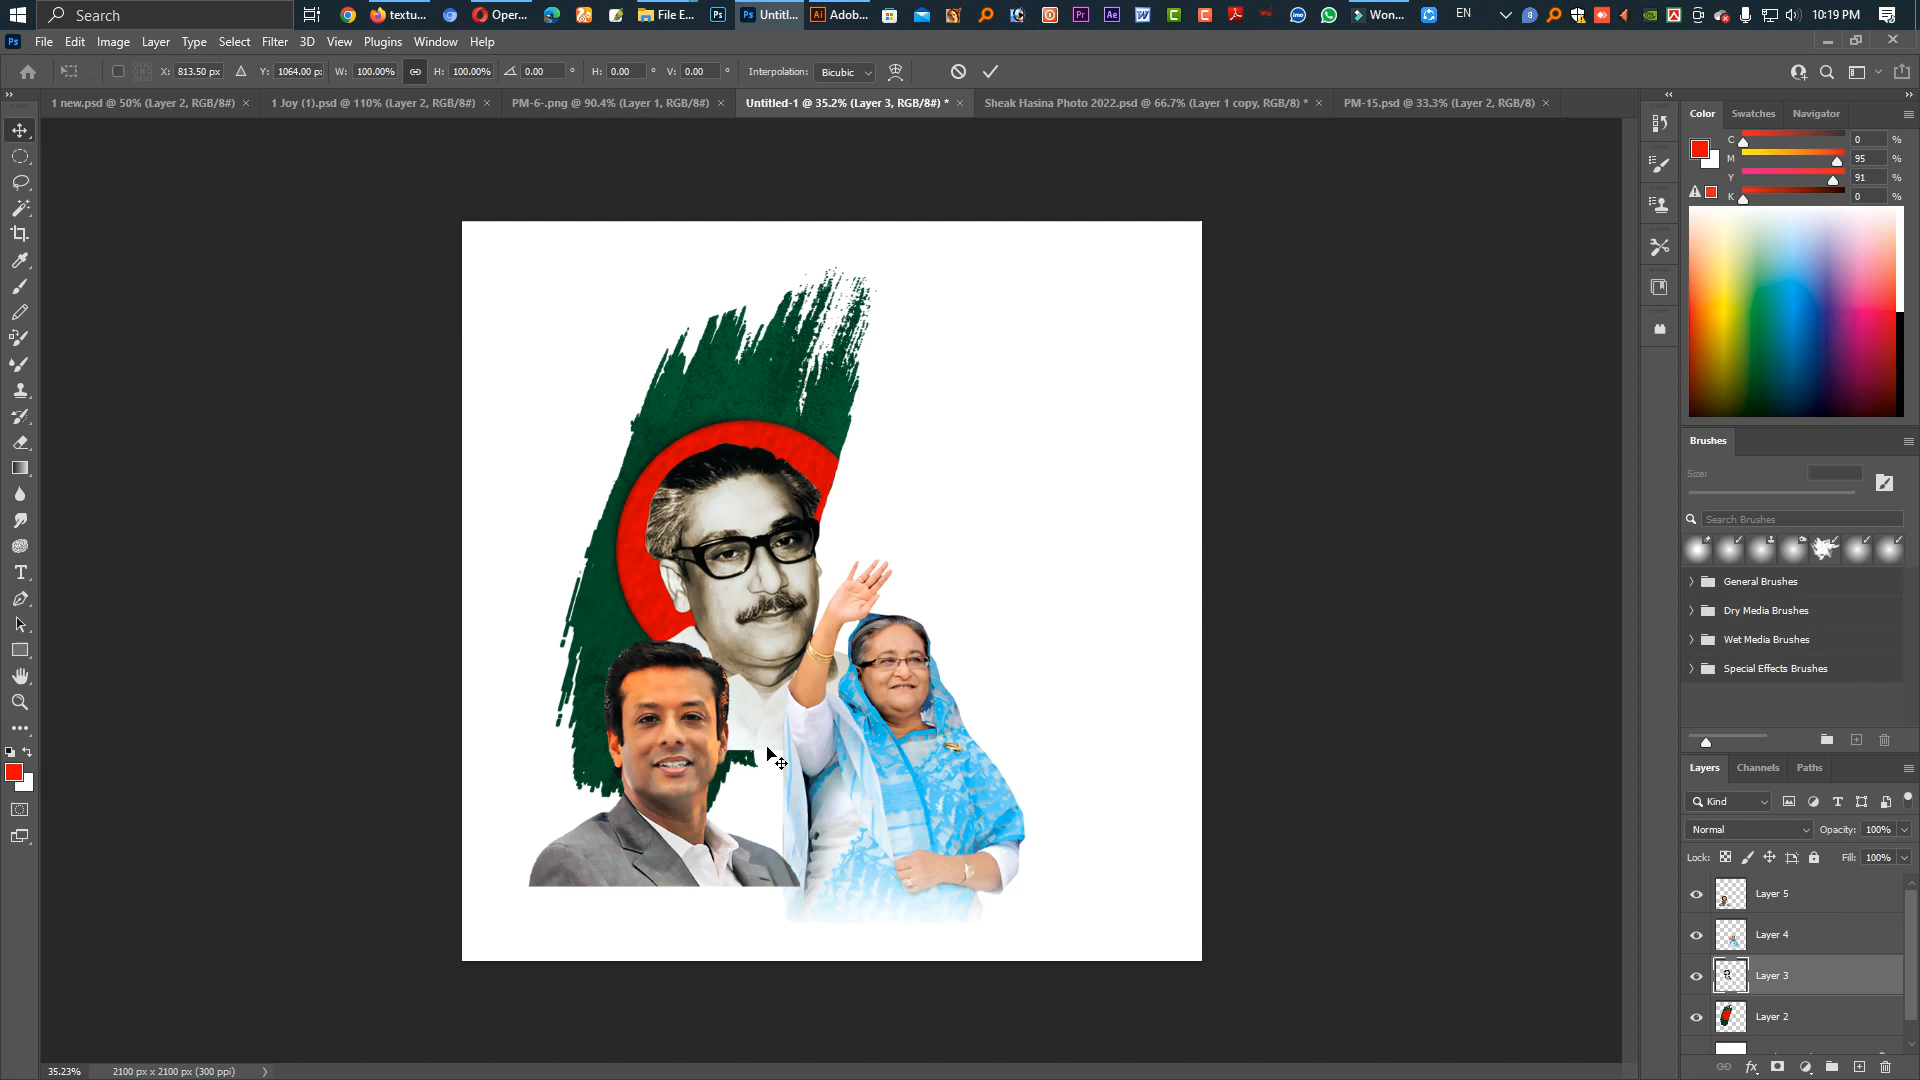 Search
textu...
Oper...
File E...
Untitl...
Adob...
Won...
EN
10:19 PM
File Edit Image Layer Type Select Filter 3D View Plugins Window Help
X: 813.50 px Y: 1064.00 px W: 100.00% H: 100.00% 0.00 ° H: 0.00 ° V: 0.00 ° Interpolation: Bicubic
1 new.psd @ 50% (Layer 2, RGB/8#)
1 Joy (1).psd @ 110% (Layer 2, RGB/8#)
PM-6-.png @ 90.4% (Layer 1, RGB/8#)
Untitled-1 @ 35.2% (Layer 3, RGB/8#) *
Sheak Hasina Photo 2022.psd @ 66.7% (Layer 1 copy, RGB/8) *
PM-15.psd @ 33.3% (Layer 2, RGB/8)
Color Swatches Navigator
C 0 %
M 95 %
Y 91 %
K 0 %
Brushes
Size:
Search Brushes
General Brushes
Dry Media Brushes
Wet Media Brushes
Special Effects Brushes
Layers Channels Paths
Kind
Normal Opacity: 100%
Lock: Fill: 100%
Layer 5
Layer 4
Layer 3
Layer 2
35.23% 2100 px x 2100 px (300 ppi)